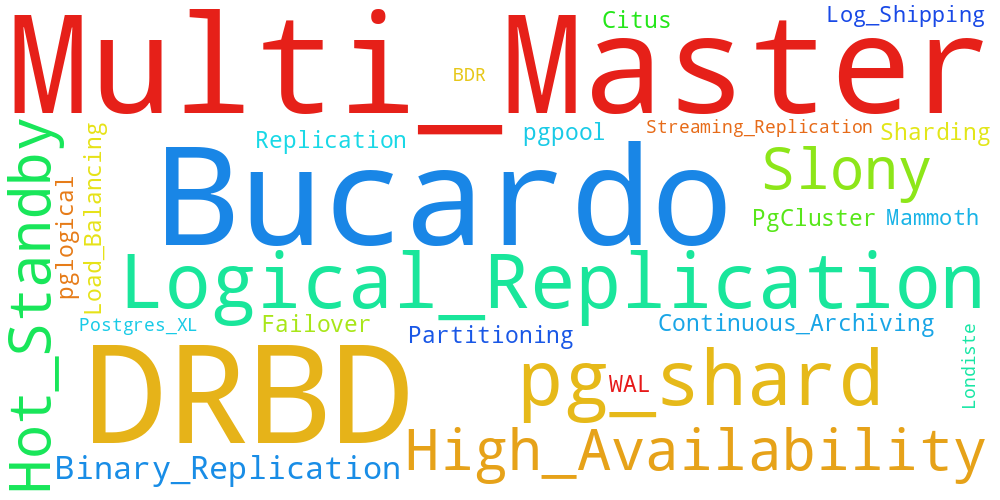 Multi_Master
Citus
Log_Shipping
BDR
Hot_Standby
Load_Balancing
Replication
pgpool
Streaming_Replication
Sharding
Bucardo
Slony
pglogical
PgCluster
Mammoth
Logical_Replication
Postgres_XL
Failover
Partitioning
Continuous_Archiving
Londiste
DRBD
pg_shard
WAL
High_Availability
Binary_Replication